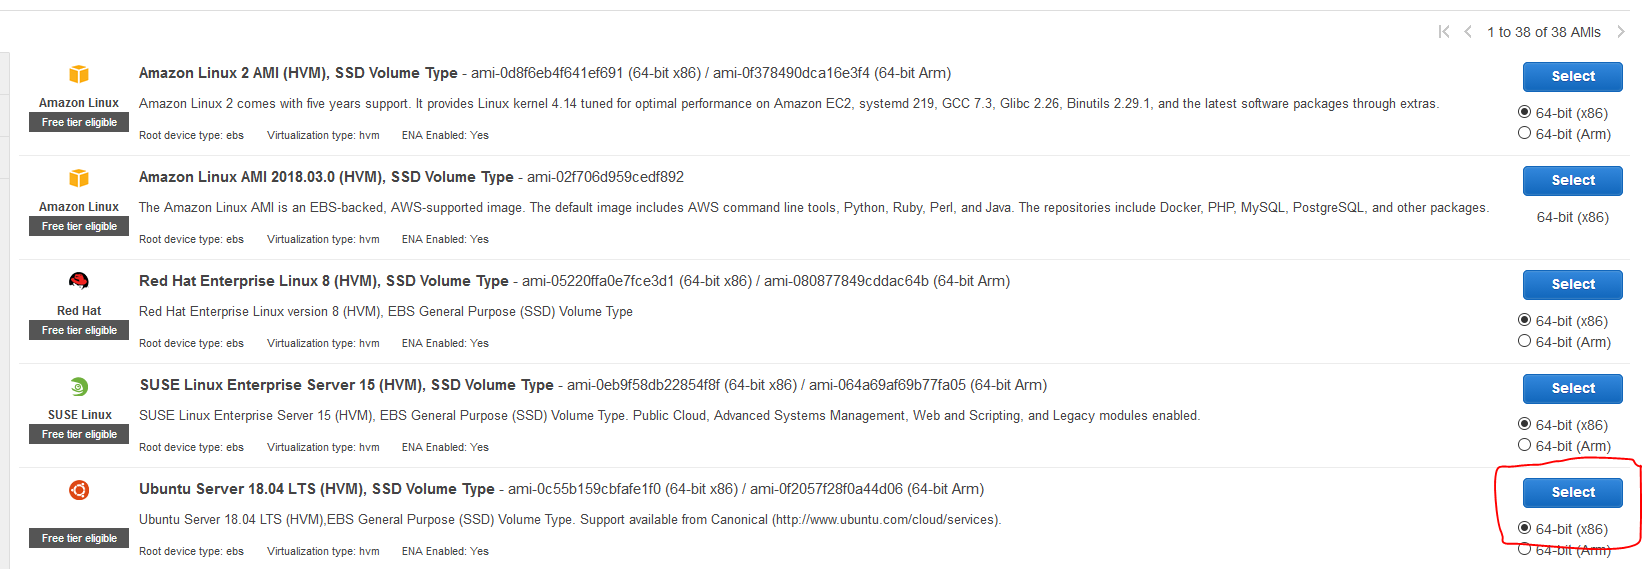 1 to 38 of 38 AMIs
Amazon Linux 2 AMI (HVM), SSD Volume Type - ami-0d8f6eb4f641ef691 (64-bit x86) / ami-0f378490dca16e3f4 (64-bit Arm)
Select
Amazon Linux
Free tier eligible
Amazon Linux 2 comes with five years support. It provides Linux kernel 4.14 tuned for optimal performance on Amazon EC2, systemd 219, GCC 7.3, Glibc 2.26, Binutils 2.29.1, and the latest software packages through extras.
64-bit (x86)
64-bit (Arm)
Root device type: ebs Virtualization type: hvm ENA Enabled: Yes
Amazon Linux AMI 2018.03.0 (HVM), SSD Volume Type - ami-02f706d959cedf892
Select
Amazon Linux
Free tier eligible
The Amazon Linux AMI is an EBS-backed, AWS-supported image. The default image includes AWS command line tools, Python, Ruby, Perl, and Java. The repositories include Docker, PHP, MySQL, PostgreSQL, and other packages.
64-bit (x86)
Root device type: ebs Virtualization type: hvm ENA Enabled: Yes
Red Hat Enterprise Linux 8 (HVM), SSD Volume Type - ami-05220ffa0e7fce3d1 (64-bit x86) / ami-080877849cddac64b (64-bit Arm)
Select
Red Hat
Free tier eligible
Red Hat Enterprise Linux version 8 (HVM), EBS General Purpose (SSD) Volume Type
64-bit (x86)
64-bit (Arm)
Root device type: ebs Virtualization type: hvm ENA Enabled: Yes
SUSE Linux Enterprise Server 15 (HVM), SSD Volume Type - ami-0eb9f58db22854f8f (64-bit x86) / ami-064a69af69b77fa05 (64-bit Arm)
Select
SUSE Linux
Free tier eligible
SUSE Linux Enterprise Server 15 (HVM), EBS General Purpose (SSD) Volume Type. Public Cloud, Advanced Systems Management, Web and Scripting, and Legacy modules enabled.
64-bit (x86)
64-bit (Arm)
Root device type: ebs Virtualization type: hvm ENA Enabled: Yes
Ubuntu Server 18.04 LTS (HVM), SSD Volume Type - ami-0c55b159cbfafe1f0 (64-bit x86) / ami-0f2057f28f0a44d06 (64-bit Arm)
Select
Free tier eligible
Ubuntu Server 18.04 LTS (HVM),EBS General Purpose (SSD) Volume Type. Support available from Canonical (http://www.ubuntu.com/cloud/services).
64-bit (x86)
64-bit (Arm)
Root device type: ebs Virtualization type: hvm ENA Enabled: Yes